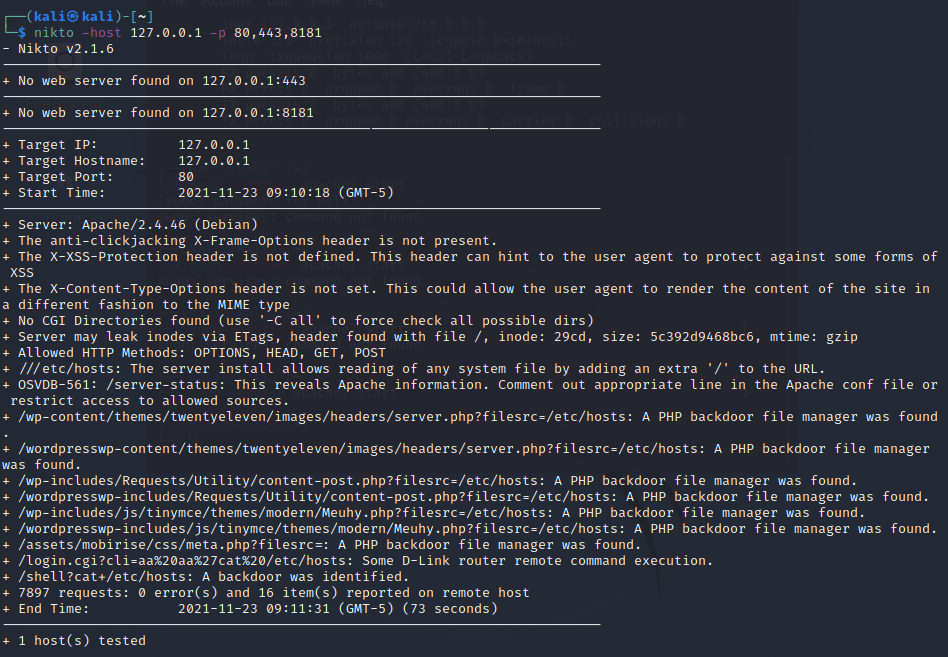 ┌──(kali㉿kali)-[~]
└─$ nikto -host 127.0.0.1 -p 80,443,8181
- Nikto v2.1.6
+ No web server found on 127.0.0.1:443
+ No web server found on 127.0.0.1:8181
+ Target IP: 127.0.0.1
+ Target Hostname: 127.0.0.1
+ Target Port: 80
+ Start Time: 2021-11-23 09:10:18 (GMT-5)
+ Server: Apache/2.4.46 (Debian)
+ The anti-clickjacking X-Frame-Options header is not present.
+ The X-XSS-Protection header is not defined. This header can hint to the user agent to protect against some forms of
XSS
+ The X-Content-Type-Options header is not set. This could allow the user agent to render the content of the site in
a different fashion to the MIME type
+ No CGI Directories found (use '-C all' to force check all possible dirs)
+ Server may leak inodes via ETags, header found with file /, inode: 29cd, size: 5c392d9468bc6, mtime: gzip
+ Allowed HTTP Methods: OPTIONS, HEAD, GET, POST
+ ///etc/hosts: The server install allows reading of any system file by adding an extra '/' to the URL.
+ OSVDB-561: /server-status: This reveals Apache information. Comment out appropriate line in the Apache conf file or
restrict access to allowed sources.
+ /wp-content/themes/twentyeleven/images/headers/server.php?filesrc=/etc/hosts: A PHP backdoor file manager was found
.
+ /wordpresswp-content/themes/twentyeleven/images/headers/server.php?filesrc=/etc/hosts: A PHP backdoor file manager
was found.
+ /wp-includes/Requests/Utility/content-post.php?filesrc=/etc/hosts: A PHP backdoor file manager was found.
+ /wordpresswp-includes/Requests/Utility/content-post.php?filesrc=/etc/hosts: A PHP backdoor file manager was found.
+ /wp-includes/js/tinymce/themes/modern/Meuhy.php?filesrc=/etc/hosts: A PHP backdoor file manager was found.
+ /wordpresswp-includes/js/tinymce/themes/modern/Meuhy.php?filesrc=/etc/hosts: A PHP backdoor file manager was found.
+ /assets/mobirise/css/meta.php?filesrc=: A PHP backdoor file manager was found.
+ /login.cgi?cli=aa%20aa%27cat%20/etc/hosts: Some D-Link router remote command execution.
+ /shell?cat+/etc/hosts: A backdoor was identified.
+ 7897 requests: 0 error(s) and 16 item(s) reported on remote host
+ End Time: 2021-11-23 09:11:31 (GMT-5) (73 seconds)
+ 1 host(s) tested